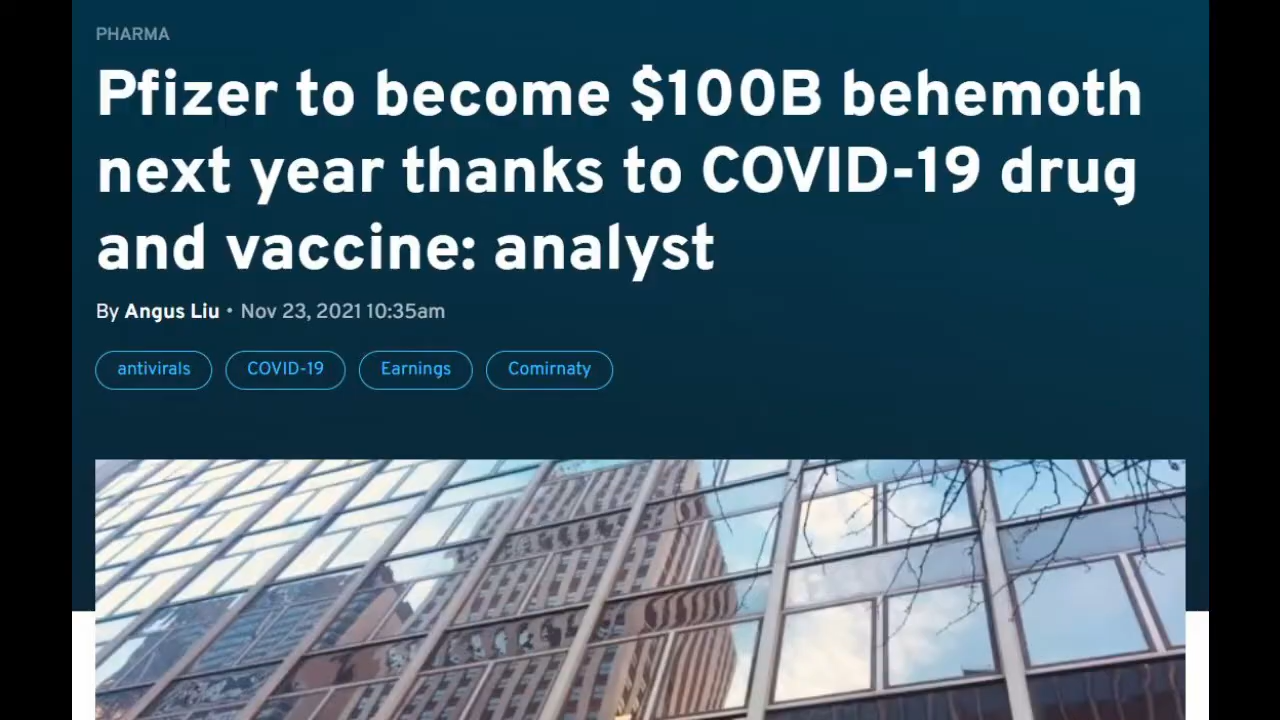 PHARMA
Pfizer to become $100B behemoth
next year thanks to COVID-19 drug
and vaccine: analyst
By Angus Liu • Nov 23, 2021 10:35am
antivirals COVID-19 Earnings Comirnaty